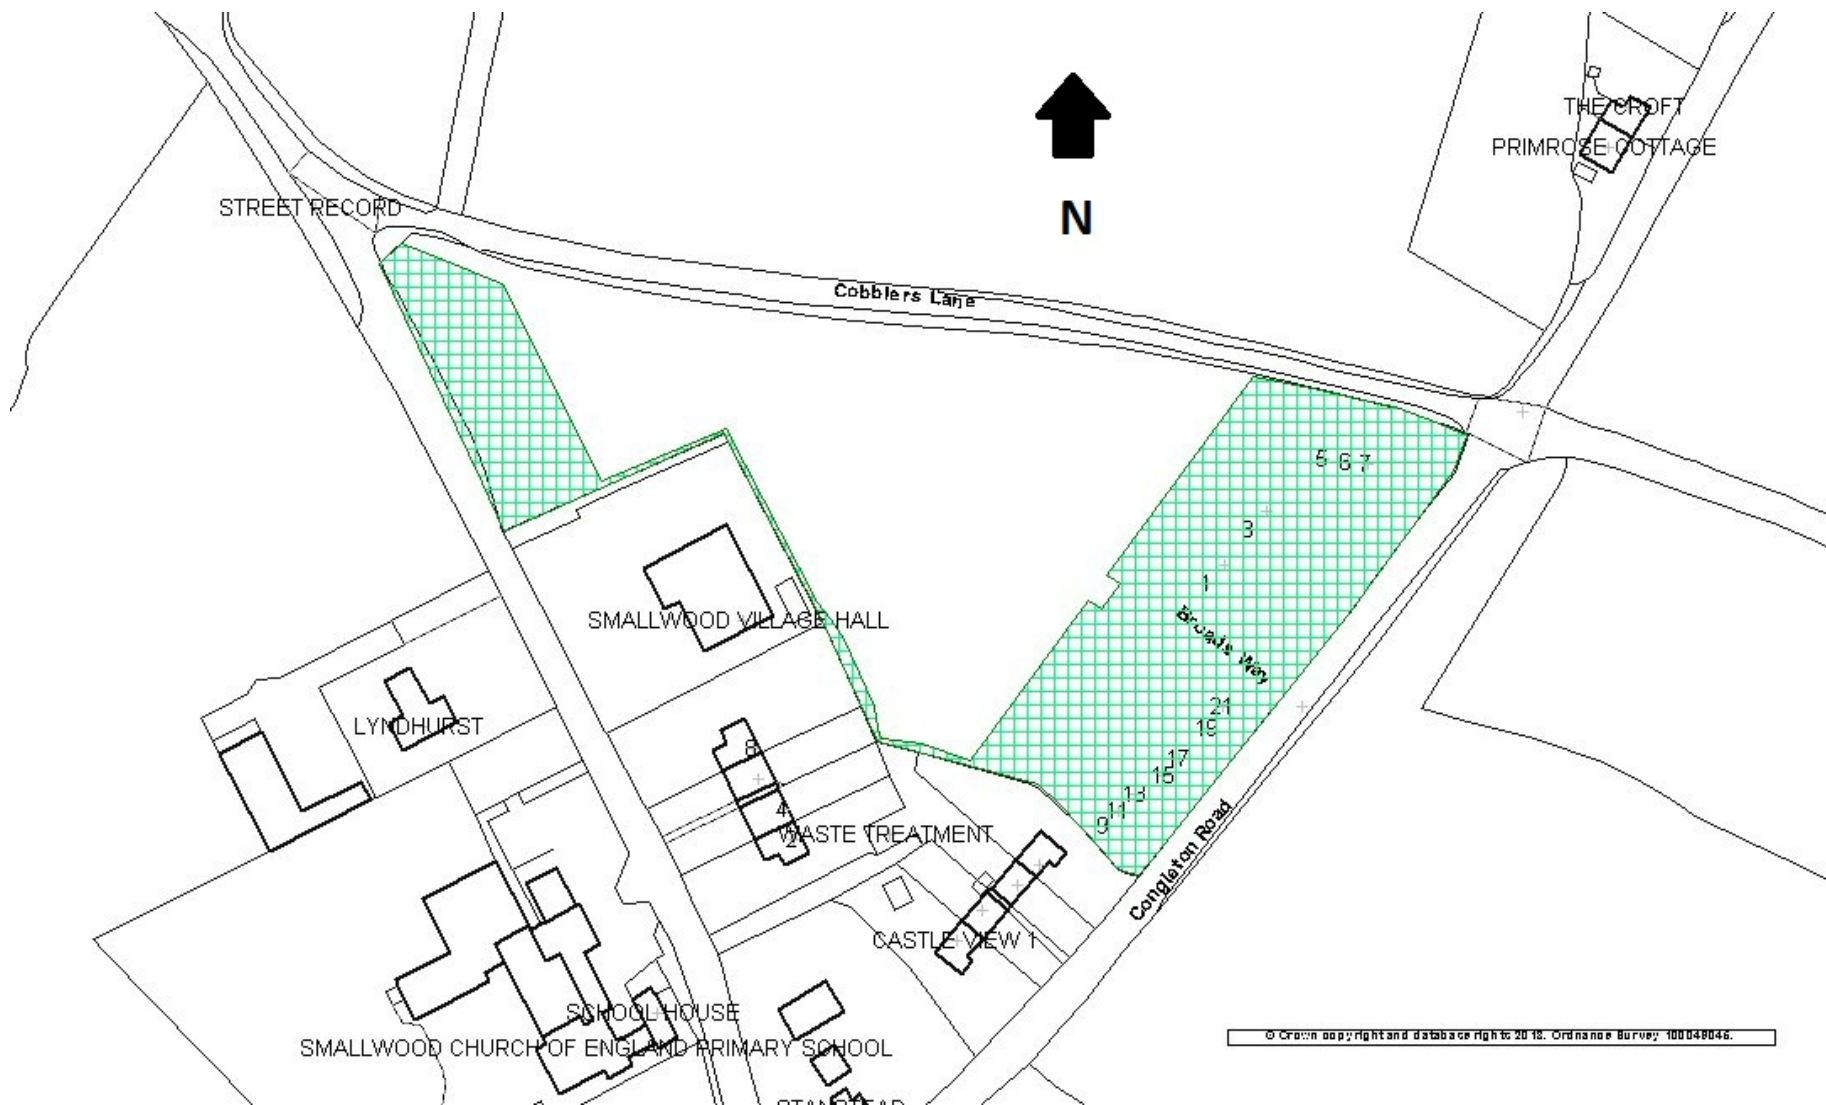 THE CROFT
PRIMROSE COTTAGE
STREET RECORD
N
Cobblers Lane
5 6 7
3
1
Broads Way
SMALLWOOD VILLAGE HALL
21
19
LYNDHURST
8
17
15
13
4
11
9
2
WASTE TREATMENT
Congleton Road
CASTLE VIEW 1
SCHOOL HOUSE
SMALLWOOD CHURCH OF ENGLAND PRIMARY SCHOOL
© Crown copyright and database rights 2018. Ordnance Survey 100049045.